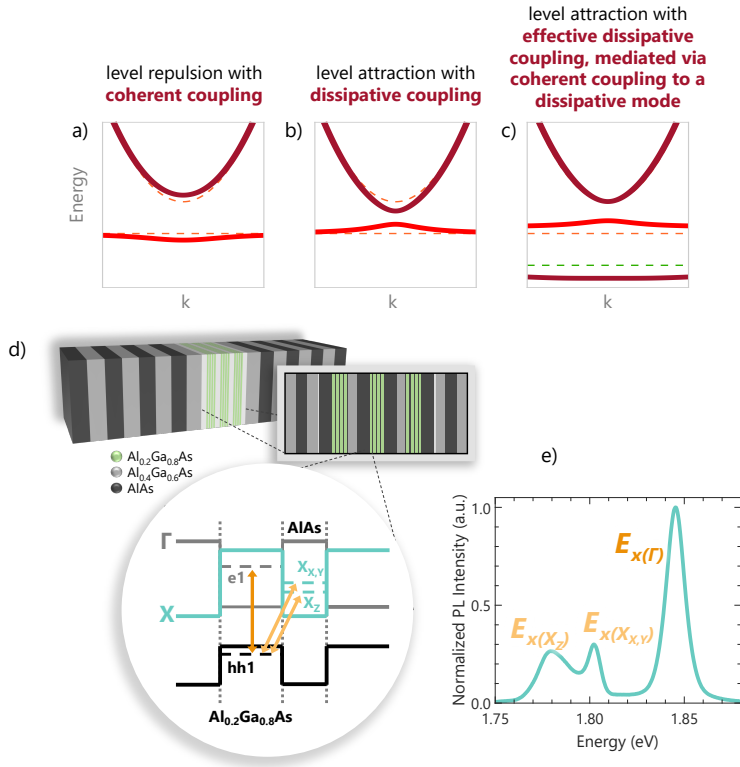 level repulsion with
coherent coupling
level attraction with
dissipative coupling
level attraction with
effective dissipative
coupling, mediated via
coherent coupling to a
dissipative mode
a)
b)
c)
Energy
k
k
k
d)
Al0.2Ga0.8As
Al0.4Ga0.6As
AlAs
AlAs
Γ
e1
XX,Y
XZ
X
hh1
Al0.2Ga0.8As
e)
Normalized PL Intensity (a.u.)
1.0
0.5
0.0
Ex(Γ)
Ex(XZ)
Ex(XX,Y)
1.75
1.80
1.85
Energy (eV)